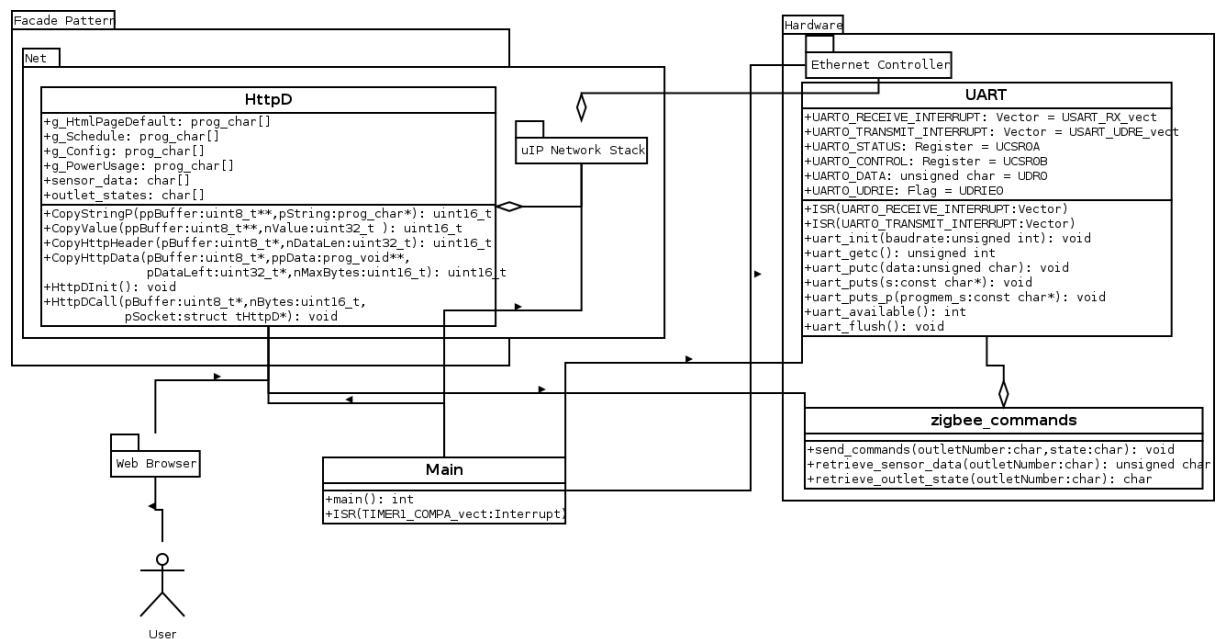 Facade Pattern
Net
HttpD
+g_HtmlPageDefault: prog_char[]
+g_Schedule: prog_char[]
+g_Config: prog_char[]
+g_PowerUsage: prog_char[]
+sensor_data: char[]
+outlet_states: char[]
+CopyStringP(ppBuffer:uint8_t**,pString:prog_char*): uint16_t
+CopyValue(ppBuffer:uint8_t**,nValue:uint32_t ): uint16_t
+CopyHttpHeader(pBuffer:uint8_t*,nDataLen:uint32_t): uint16_t
+CopyHttpData(pBuffer:uint8_t*,ppData:prog_void**,
pDataLeft:uint32_t*,nMaxBytes:uint16_t): uint16_t
+HttpDInit(): void
+HttpDCall(pBuffer:uint8_t*,nBytes:uint16_t,
pSocket:struct tHttpD*): void
uIP Network Stack
Hardware
Ethernet Controller
UART
+UART0_RECEIVE_INTERRUPT: Vector = USART_RX_vect
+UART0_TRANSMIT_INTERRUPT: Vector = USART_UDRE_vect
+UART0_STATUS: Register = UCSR0A
+UART0_CONTROL: Register = UCSR0B
+UART0_DATA: unsigned char = UDR0
+UART0_UDRIE: Flag = UDRIE0
+ISR(UART0_RECEIVE_INTERRUPT:Vector)
+ISR(UART0_TRANSMIT_INTERRUPT:Vector)
+uart_init(baudrate:unsigned int): void
+uart_getc(): unsigned int
+uart_putc(data:unsigned char): void
+uart_puts(s:const char*): void
+uart_puts_p(progmem_s:const char*): void
+uart_available(): int
+uart_flush(): void
zigbee_commands
+send_commands(outletNumber:char,state:char): void
+retrieve_sensor_data(outletNumber:char): unsigned char
+retrieve_outlet_state(outletNumber:char): char
Web Browser
Main
+main(): int
+ISR(TIMER1_COMPA_vect:Interrupt)
User